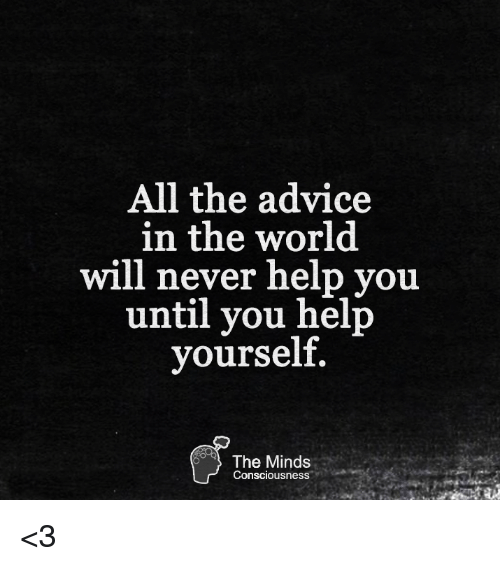 All the advice
in the world
will never help you
until you help
yourself.
The Minds
Consciousness
<3